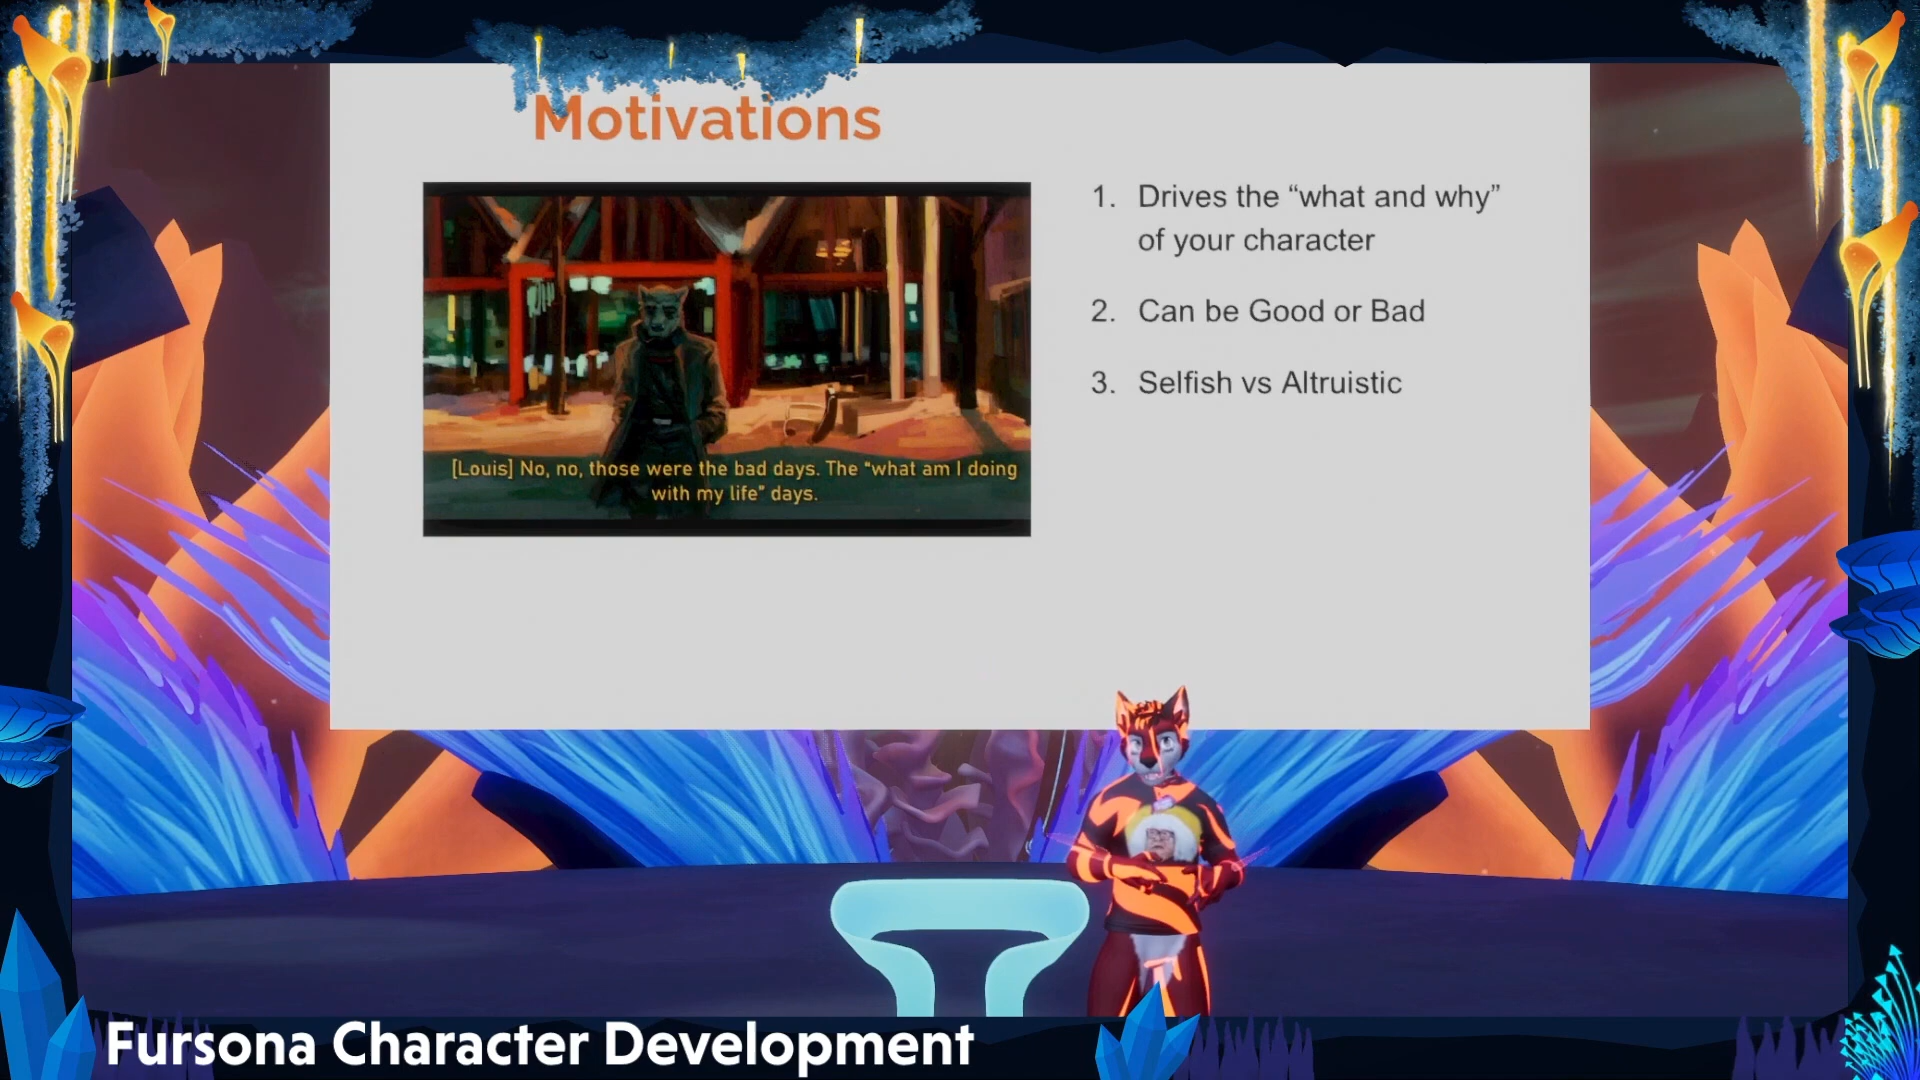 Motivations
[Louis] No, no, those were the bad days. The “what am I doing
with my life” days.
1. Drives the “what and why”
of your character
2. Can be Good or Bad
3. Selfish vs Altruistic
Fursona Character Development